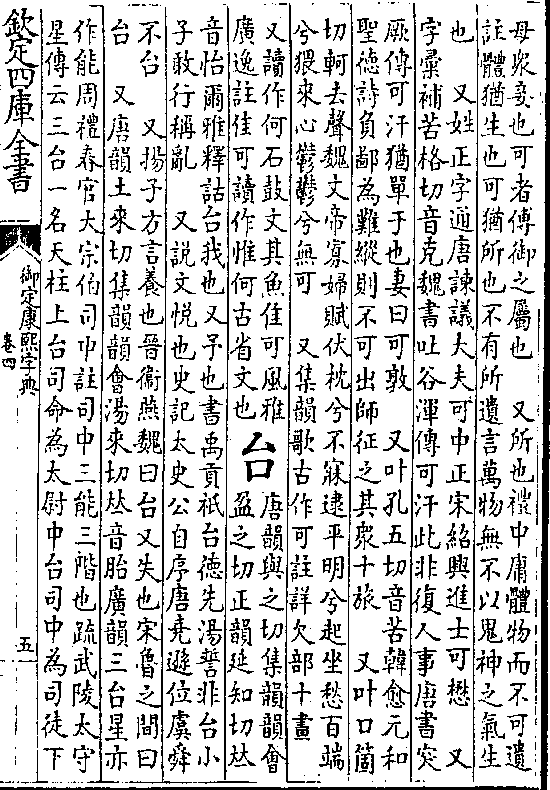 母衆妾也可者傅御之屬也　又所也禮中庸體物而不可遺
註體猶生也可猶所也不有所遺言萬物無不以鬼神之氣生
也　又姓正字通唐諫議大夫可中正宋紹興進士可懋　又
字彙補苦格切音克魏書吐谷渾傳可汗此非復人事唐書突
厥傳可汗猶單于也妻曰可敦　又叶孔五切音苦韓愈元和
聖德詩負鄙為難縱則不可出師征之其衆十旅　又叶口箇
切軻去聲魏文帝寡婦賦伏枕兮不寐逮平明兮起坐愁百端
兮猥來心鬱鬱兮無可　又集韻歌古作可註詳欠部十畫
又讀作何石鼓文其魚隹可風雅
廣逸註隹可讀作惟何古省文也
台
唐韻與之切集韻韻會
盈之切正韻延知切𠀤
音怡爾雅釋詁台我也又予也書禹貢祗台德先湯誓非台小
子敢行稱亂　又說文悅也史記太史公自序唐堯遜位虞舜
不台　又揚子方言養也晉衞燕魏曰台又失也宋魯之間曰
台　又唐韻土來切集韻韻會湯來切𠀤音胎廣韻三台星亦
作能周禮春官大宗伯司中註司中三能三階也疏武陵太守
星傳云三台一名天柱上台司命為太尉中台司中為司徒下
欽定四庫全書
御定康熙字典
卷四
五